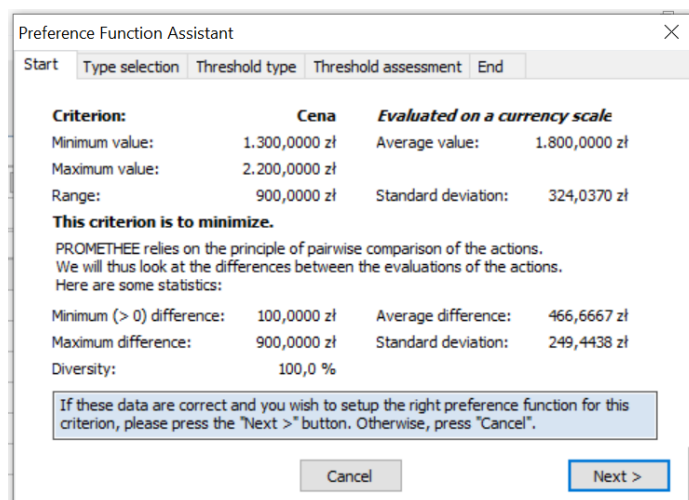 Preference Function Assistant
Start Type selection Threshold type Threshold assessment End
Criterion: Cena Evaluated on a currency scale
Minimum value: 1.300,0000 zł Average value: 1.800,0000 zł
Maximum value: 2.200,0000 zł
Range: 900,0000 zł Standard deviation: 324,0370 zł
This criterion is to minimize.
PROMETHEE relies on the principle of pairwise comparison of the actions.
We will thus look at the differences between the evaluations of the actions.
Here are some statistics:
Minimum (> 0) difference: 100,0000 zł Average difference: 466,6667 zł
Maximum difference: 900,0000 zł Standard deviation: 249,4438 zł
Diversity: 100,0 %
If these data are correct and you wish to setup the right preference function for this
criterion, please press the "Next >" button. Otherwise, press "Cancel".
Cancel Next >